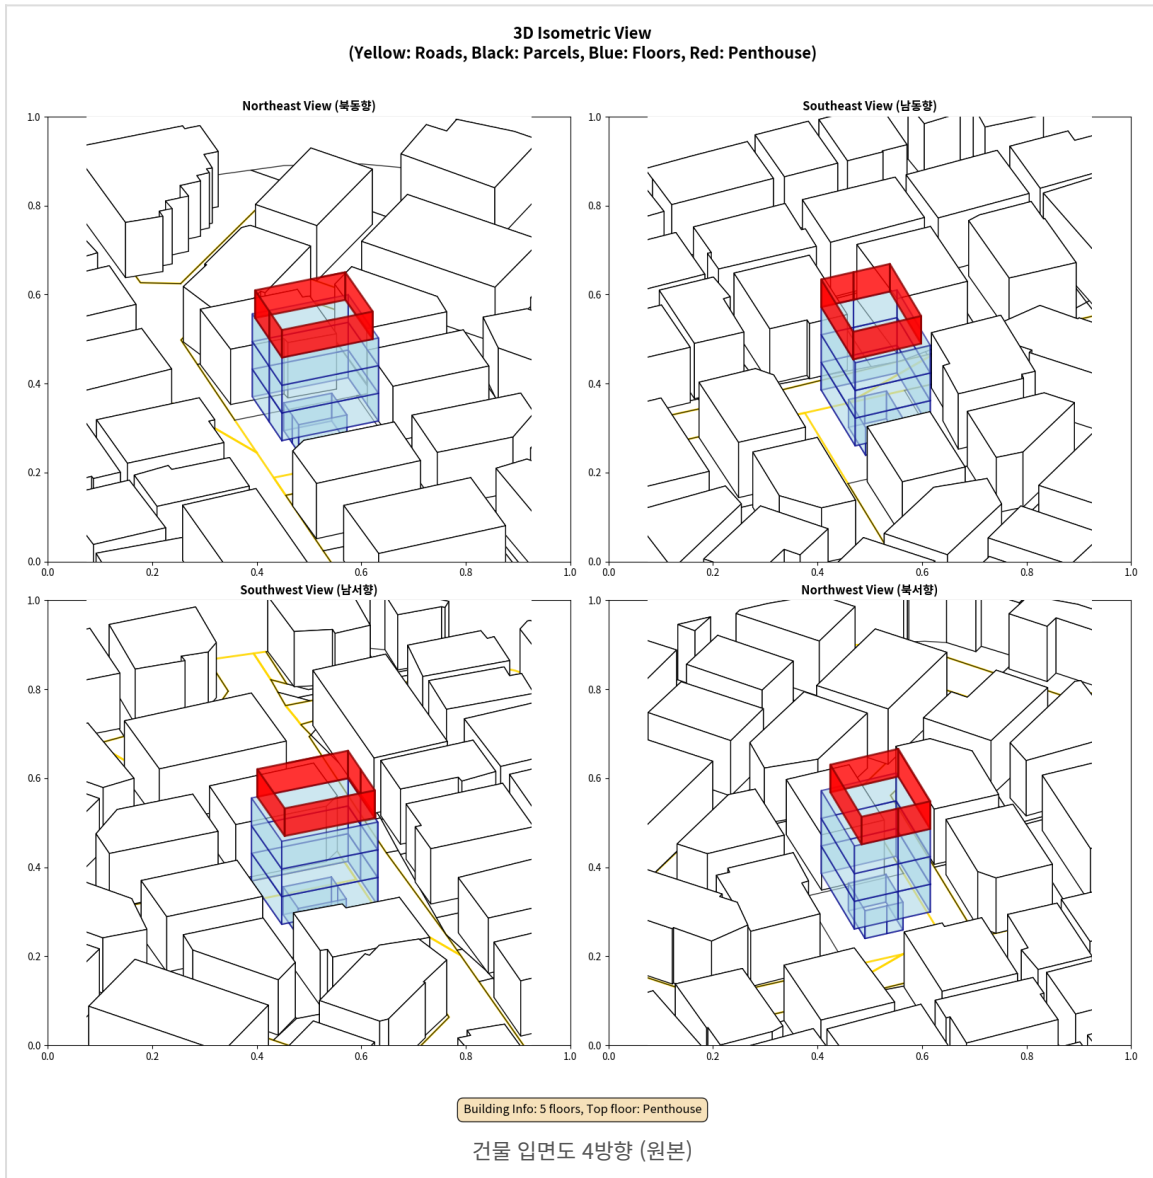 3D Isometric View
(Yellow: Roads, Black: Parcels, Blue: Floors, Red: Penthouse)
Northeast View (북동향)
1.0
0.8
0.6
0.4
0.2
0.0
0.0 0.2 0.4 0.6 0.8 1.0
Southeast View (남동향)
1.0
0.8
0.6
0.4
0.2
0.0
0.0 0.2 0.4 0.6 0.8 1.0
Southwest View (남서향)
1.0
0.8
0.6
0.4
0.2
0.0
0.0 0.2 0.4 0.6 0.8 1.0
Northwest View (북서향)
1.0
0.8
0.6
0.4
0.2
0.0
0.0 0.2 0.4 0.6 0.8 1.0
Building Info: 5 floors, Top floor: Penthouse
건물 입면도 4방향 (원본)